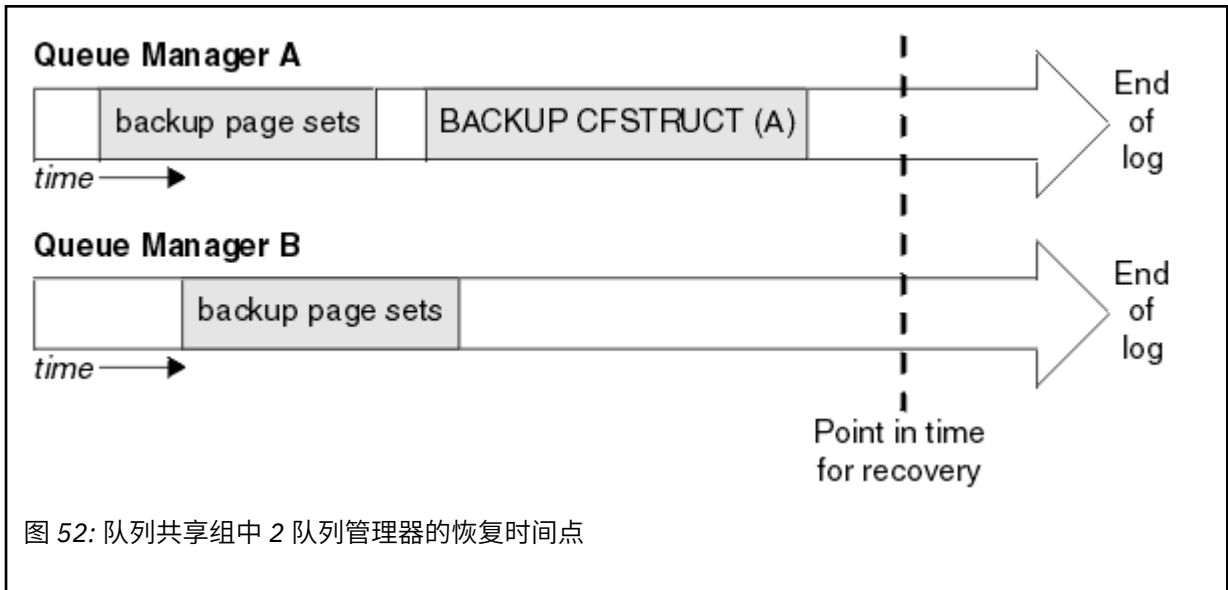 Queue Manager A
backup page sets
BACKUP CFSTRUCT (A)
End
of
log
time
Queue Manager B
backup page sets
End
of
log
time
Point in time
for recovery
图 52: 队列共享组中 2 队列管理器的恢复时间点